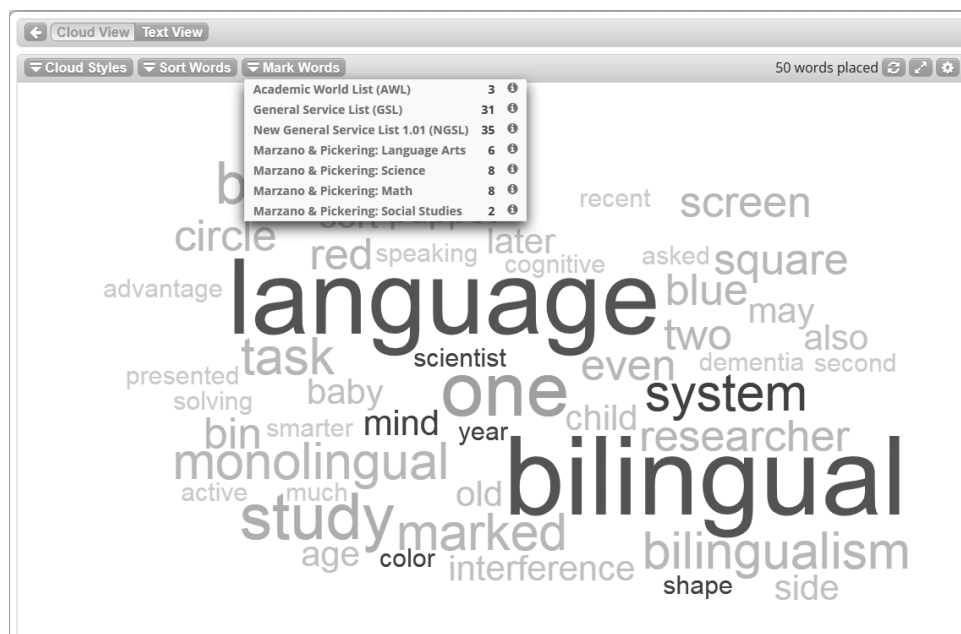 Cloud View Text View
Cloud Styles Sort Words Mark Words 50 words placed
Academic World List (AWL) 3
General Service List (GSL) 31
New General Service List 1.01 (NGSL) 35
Marzano & Pickering: Language Arts 6
Marzano & Pickering: Science 8
Marzano & Pickering: Math 8
Marzano & Pickering: Social Studies 2
recent screen
circle red speaking later
cognitive asked square
advantage language blue may
two also
task scientist even dementia second
presented one system
solving baby child
bin smarter mind year researcher
monolingual bilingual
active much old
study marked
age color interference bilingualism
shape side